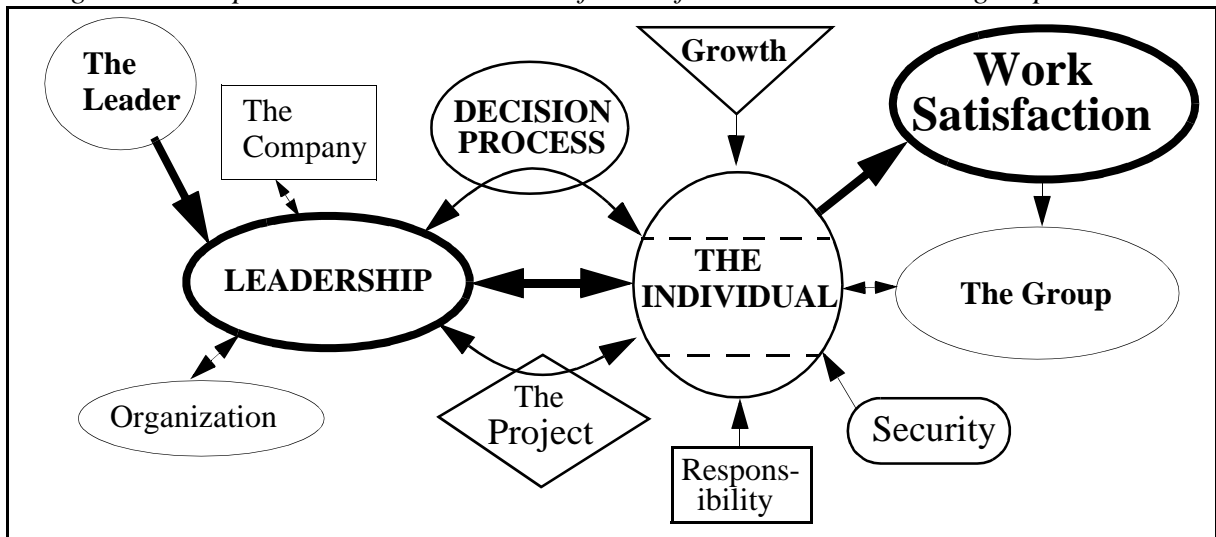 The
Leader
The
Company
DECISION
PROCESS
Growth
Work
Satisfaction
LEADERSHIP
THE
INDIVIDUAL
The Group
Organization
The
Project
Respons-
ibility
Security